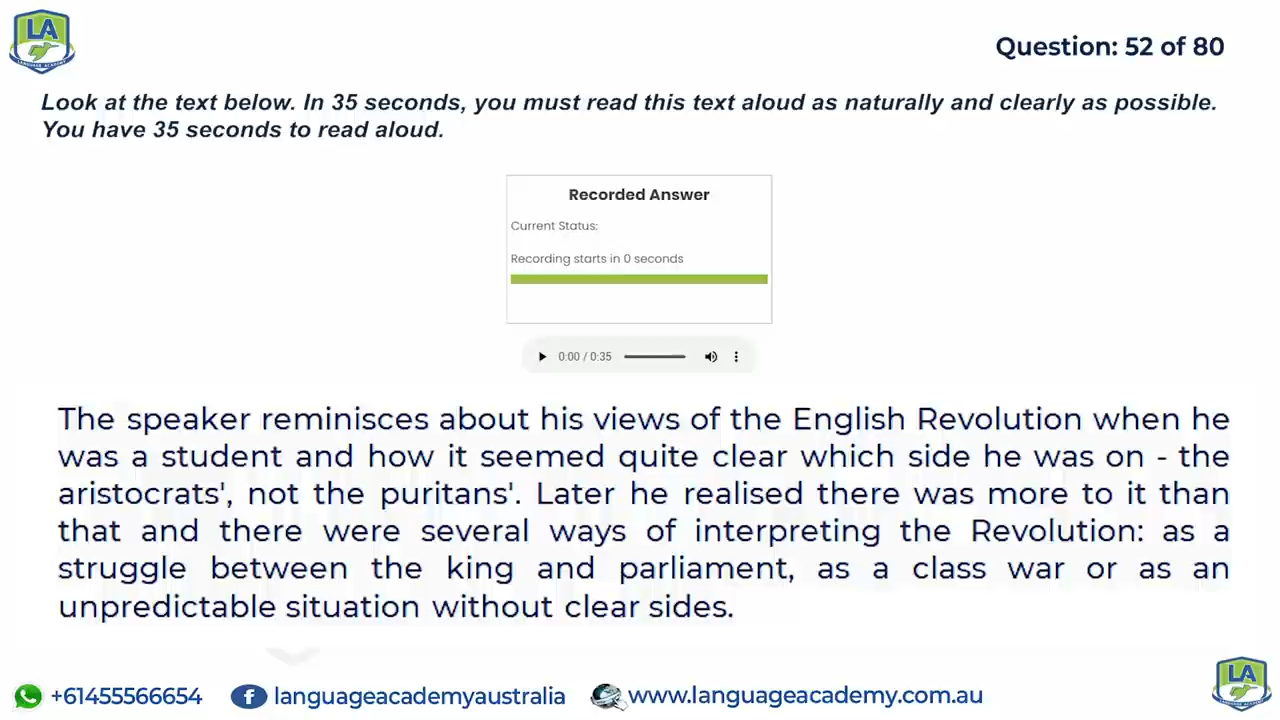 LA
LANGUAGE ACADEMY
Question: 52 of 80
Look at the text below. In 35 seconds, you must read this text aloud as naturally and clearly as possible.
You have 35 seconds to read aloud.
Recorded Answer
Current Status:
Recording starts in 0 seconds
0:00 / 0:35
The speaker reminisces about his views of the English Revolution when he
was a student and how it seemed quite clear which side he was on - the
aristocrats', not the puritans'. Later he realised there was more to it than
that and there were several ways of interpreting the Revolution: as a
struggle between the king and parliament, as a class war or as an
unpredictable situation without clear sides.
+61455566654 languageacademyaustralia www.languageacademy.com.au
LA
LANGUAGE ACADEMY